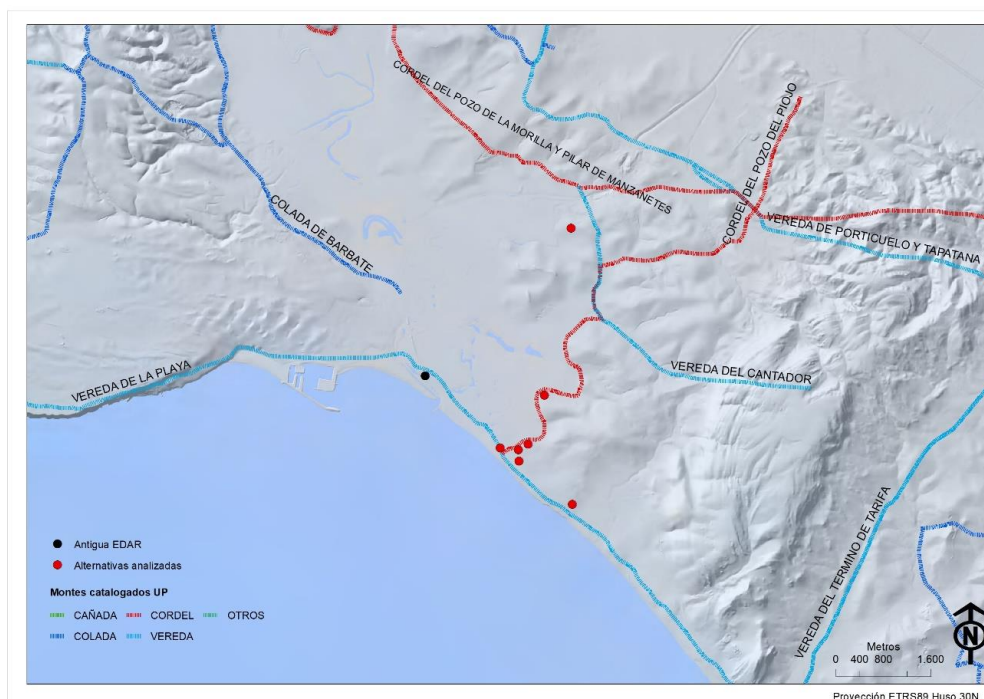 CORDEL DEL POZO DE LA MORILLA Y PILAR DE MANZANETES
CORDEL DEL POZO DEL PIOJO
COLADA DE BARBATE
VEREDA DE PORTICUELO Y TAPATANA
VEREDA DE LA PLAYA
VEREDA DEL CANTADOR
VEREDA DEL TERMINO DE TARIFA
Antigua EDAR
Alternativas analizadas
Montes catalogados UP
CAÑADA CORDEL OTROS
COLADA VEREDA
Metros
0 400 800 1.600
N
Proyección ETRS89 Huso 30N